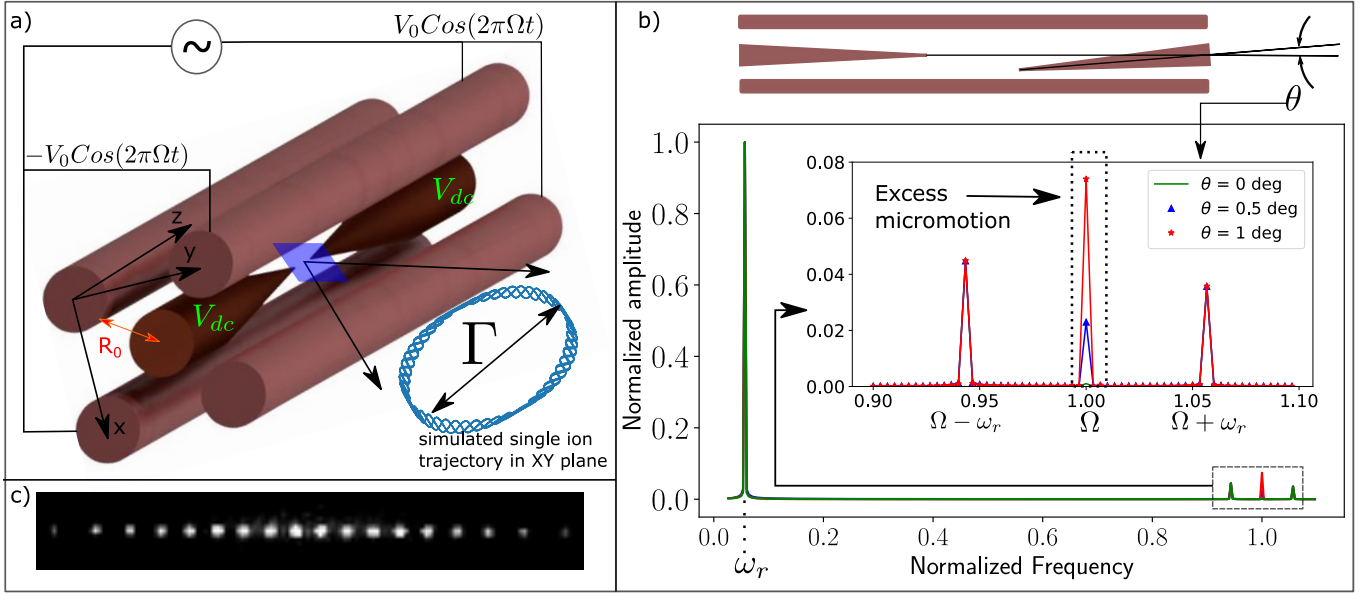 a)
V₀Cos(2πΩt)
~
−V₀Cos(2πΩt)
V_dc
z
y
V_dc
R₀
Γ
x
simulated single ion
trajectory in XY plane
c)
b)
θ
Normalized amplitude
1.0
0.8
0.6
0.4
0.2
0.0
0.08
0.06
0.04
0.02
0.00
Excess
micromotion
θ = 0 deg
θ = 0.5 deg
θ = 1 deg
0.90 0.95 1.00 1.05 1.10
Ω − ωᵣ Ω Ω + ωᵣ
0.0 0.2 0.4 0.6 0.8 1.0
ωᵣ
Normalized Frequency